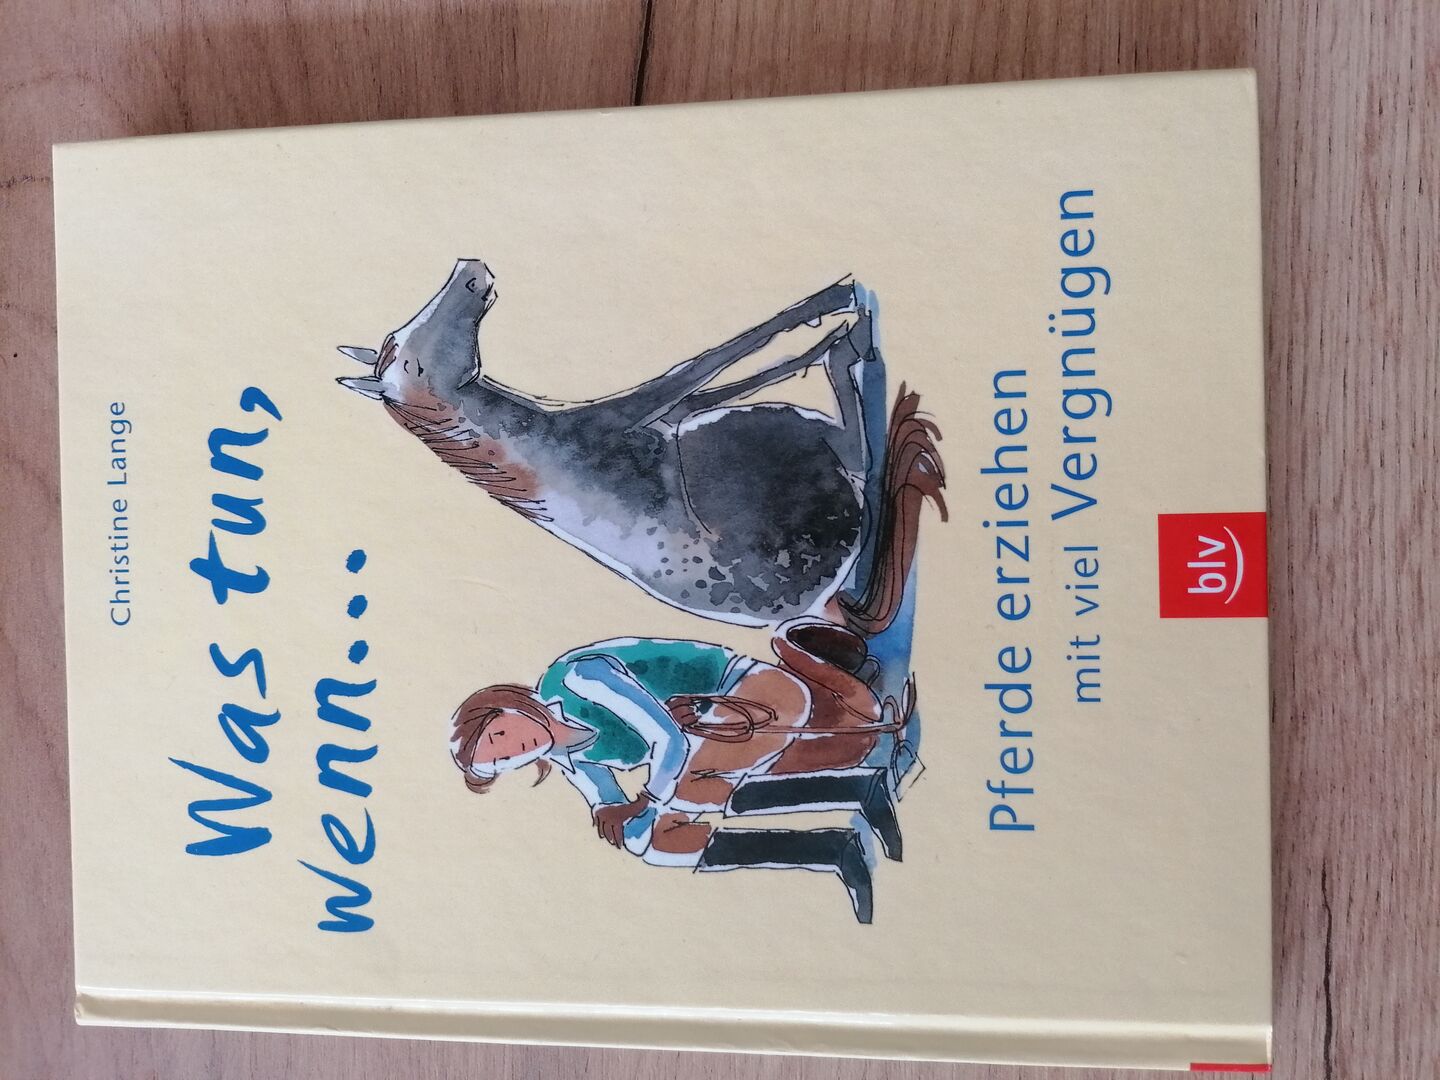 Christine Lange
Was tun,
wenn...
Pferde erziehen
mit viel Vergnügen
blv